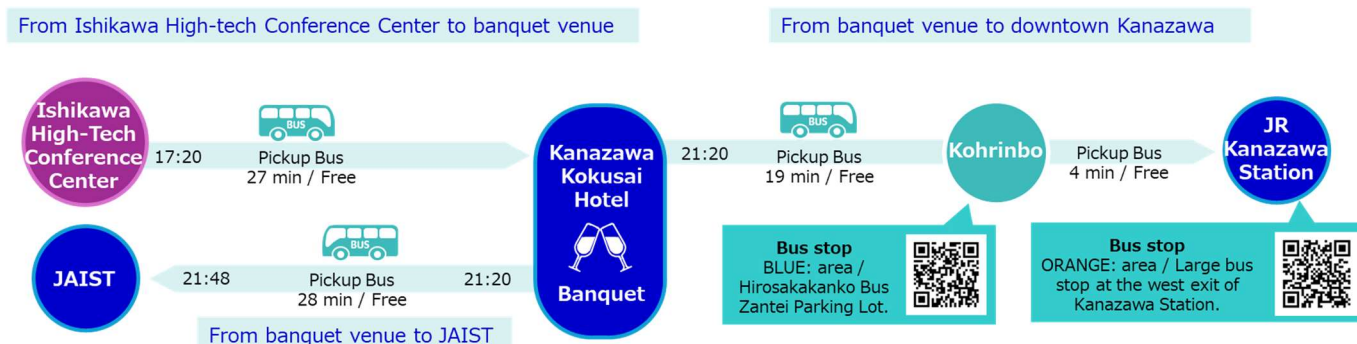 From Ishikawa High-tech Conference Center to banquet venue
From banquet venue to downtown Kanazawa
Ishikawa
High-Tech
Conference
Center
17:20
BUS
Pickup Bus
27 min / Free
Kanazawa
Kokusai
Hotel
Banquet
21:20
BUS
Pickup Bus
19 min / Free
Kohrinbo
Pickup Bus
4 min / Free
JR
Kanazawa
Station
JAIST
21:48
BUS
Pickup Bus
28 min / Free
21:20
From banquet venue to JAIST
Bus stop
BLUE: area /
Hirosakakanko Bus
Zantei Parking Lot.
Bus stop
ORANGE: area / Large bus
stop at the west exit of
Kanazawa Station.